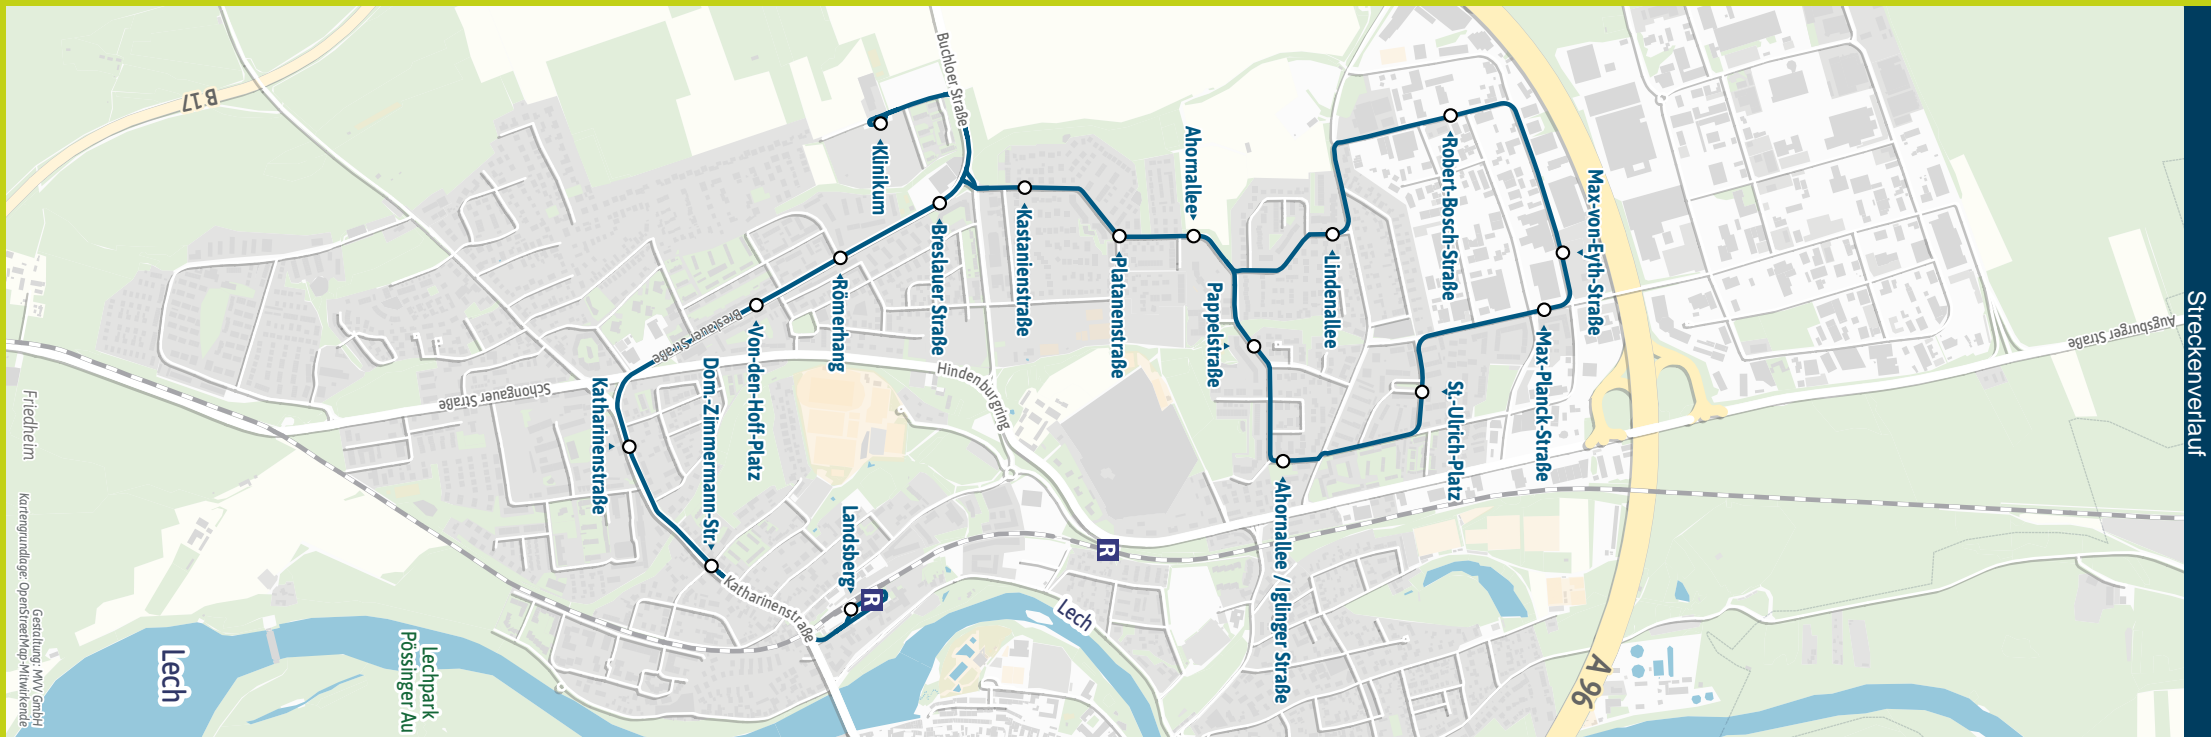 Streckenverlauf
B 17
Buchloer Straße
Klinikum
Breslauer Straße
Kastanienstraße
Platanenstraße
Ahornallee
Pappelstraße
Lindenallee
Robert-Bosch-Straße
Max-von-Eyth-Straße
Max-Planck-Straße
St.-Ulrich-Platz
Ahornallee / Iglinger Straße
Römerhang
Von-den-Hoff-Platz
Breslauer Straße
Dom.-Zimmermann-Str.
Katharinenstraße
Landsberg
R
R
Katharinenstraße
Schongauer Straße
Hindenburgring
Augsburger Straße
A 96
Lech
Lech
Lechpark
Pössinger Au
Friedheim
Gestaltung: MVV GmbH
Kartengrundlage: OpenStreetMap-Mitwirkende